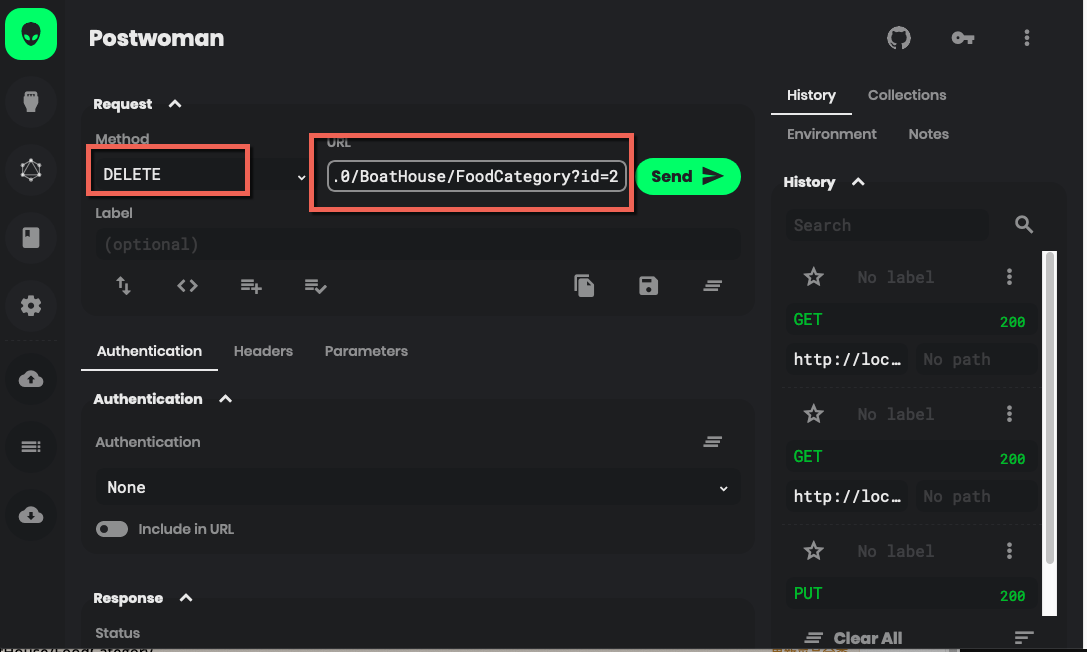 Postwoman
Request
Method
URL
DELETE
.0/BoatHouse/FoodCategory?id=2
Send
Label
(optional)
Authentication
Headers
Parameters
Authentication
Authentication
None
Include in URL
Response
Status
History
Collections
Environment
Notes
History
Search
No label
GET
200
http://loc…
No path
No label
GET
200
http://loc…
No path
No label
PUT
200
Clear All